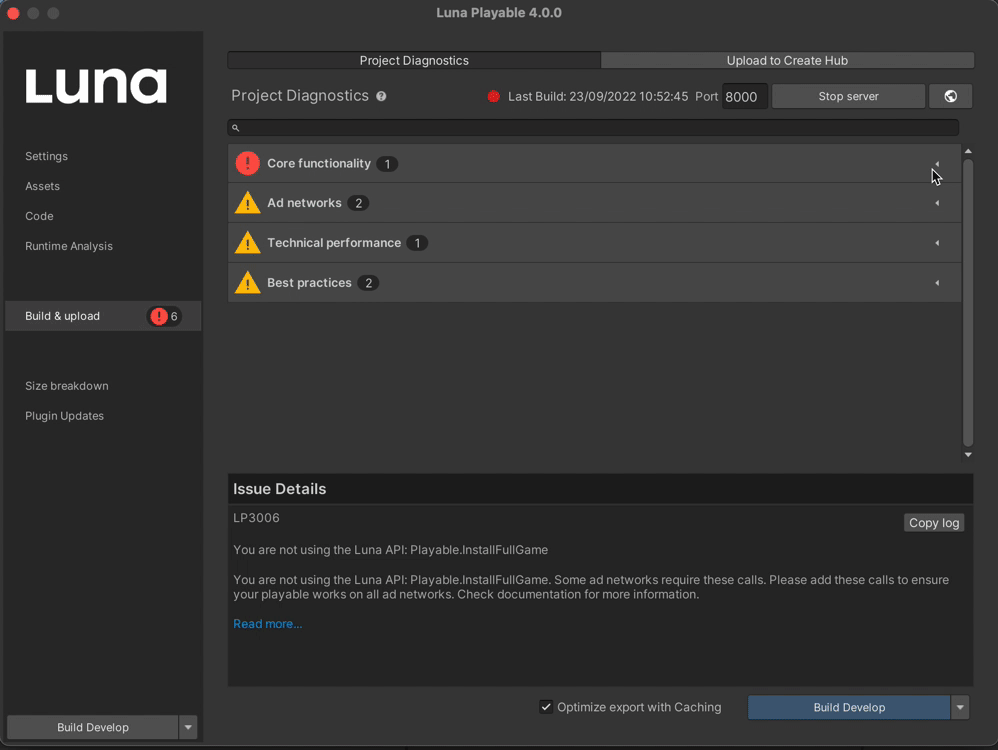 Luna Playable 4.0.0
Luna
Settings
Assets
Code
Runtime Analysis
Build & upload ! 6
Size breakdown
Plugin Updates
Build Develop
Project Diagnostics Upload to Create Hub
Project Diagnostics ? Last Build: 23/09/2022 10:52:45 Port 8000 Stop server
! Core functionality 1
! Ad networks 2
! Technical performance 1
! Best practices 2
Issue Details
LP3006
Copy log
You are not using the Luna API: Playable.InstallFullGame
You are not using the Luna API: Playable.InstallFullGame. Some ad networks require these calls. Please add these calls to ensure
your playable works on all ad networks. Check documentation for more information.
Read more...
Optimize export with Caching Build Develop